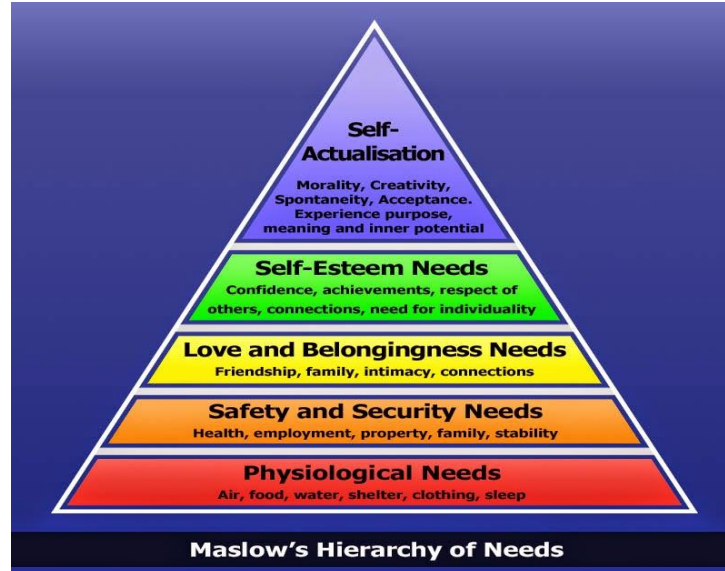 Self-
Actualisation
Morality, Creativity,
Spontaneity, Acceptance.
Experience purpose,
meaning and inner potential
Self-Esteem Needs
Confidence, achievements, respect of
others, connections, need for individuality
Love and Belongingness Needs
Friendship, family, intimacy, connections
Safety and Security Needs
Health, employment, property, family, stability
Physiological Needs
Air, food, water, shelter, clothing, sleep
Maslow's Hierarchy of Needs